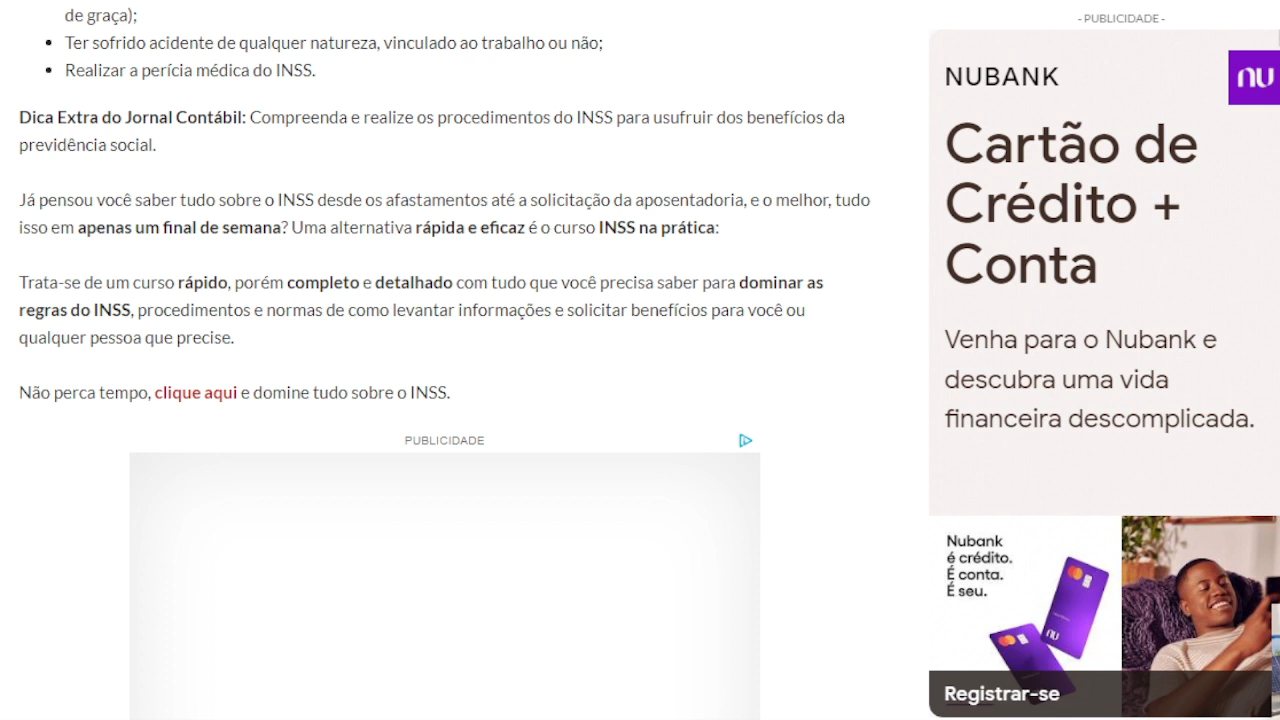 de graça);
Ter sofrido acidente de qualquer natureza, vinculado ao trabalho ou não;
Realizar a perícia médica do INSS.
Dica Extra do Jornal Contábil: Compreenda e realize os procedimentos do INSS para usufruir dos benefícios da
previdência social.
Já pensou você saber tudo sobre o INSS desde os afastamentos até a solicitação da aposentadoria, e o melhor, tudo
isso em apenas um final de semana? Uma alternativa rápida e eficaz é o curso INSS na prática:
Trata-se de um curso rápido, porém completo e detalhado com tudo que você precisa saber para dominar as
regras do INSS, procedimentos e normas de como levantar informações e solicitar benefícios para você ou
qualquer pessoa que precise.
Não perca tempo, clique aqui e domine tudo sobre o INSS.
PUBLICIDADE
- PUBLICIDADE -
NUBANK
nu
Cartão de
Crédito +
Conta
Venha para o Nubank e
descubra uma vida
financeira descomplicada.
Nubank
é crédito.
É conta.
É seu.
nu
Registrar-se